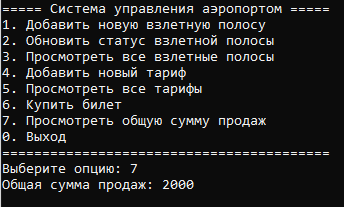 ===== Система управления аэропортом =====
1. Добавить новую взлетную полосу
2. Обновить статус взлетной полосы
3. Просмотреть все взлетные полосы
4. Добавить новый тариф
5. Просмотреть все тарифы
6. Купить билет
7. Просмотреть общую сумму продаж
0. Выход
=========================================
Выберите опцию: 7
Общая сумма продаж: 2000